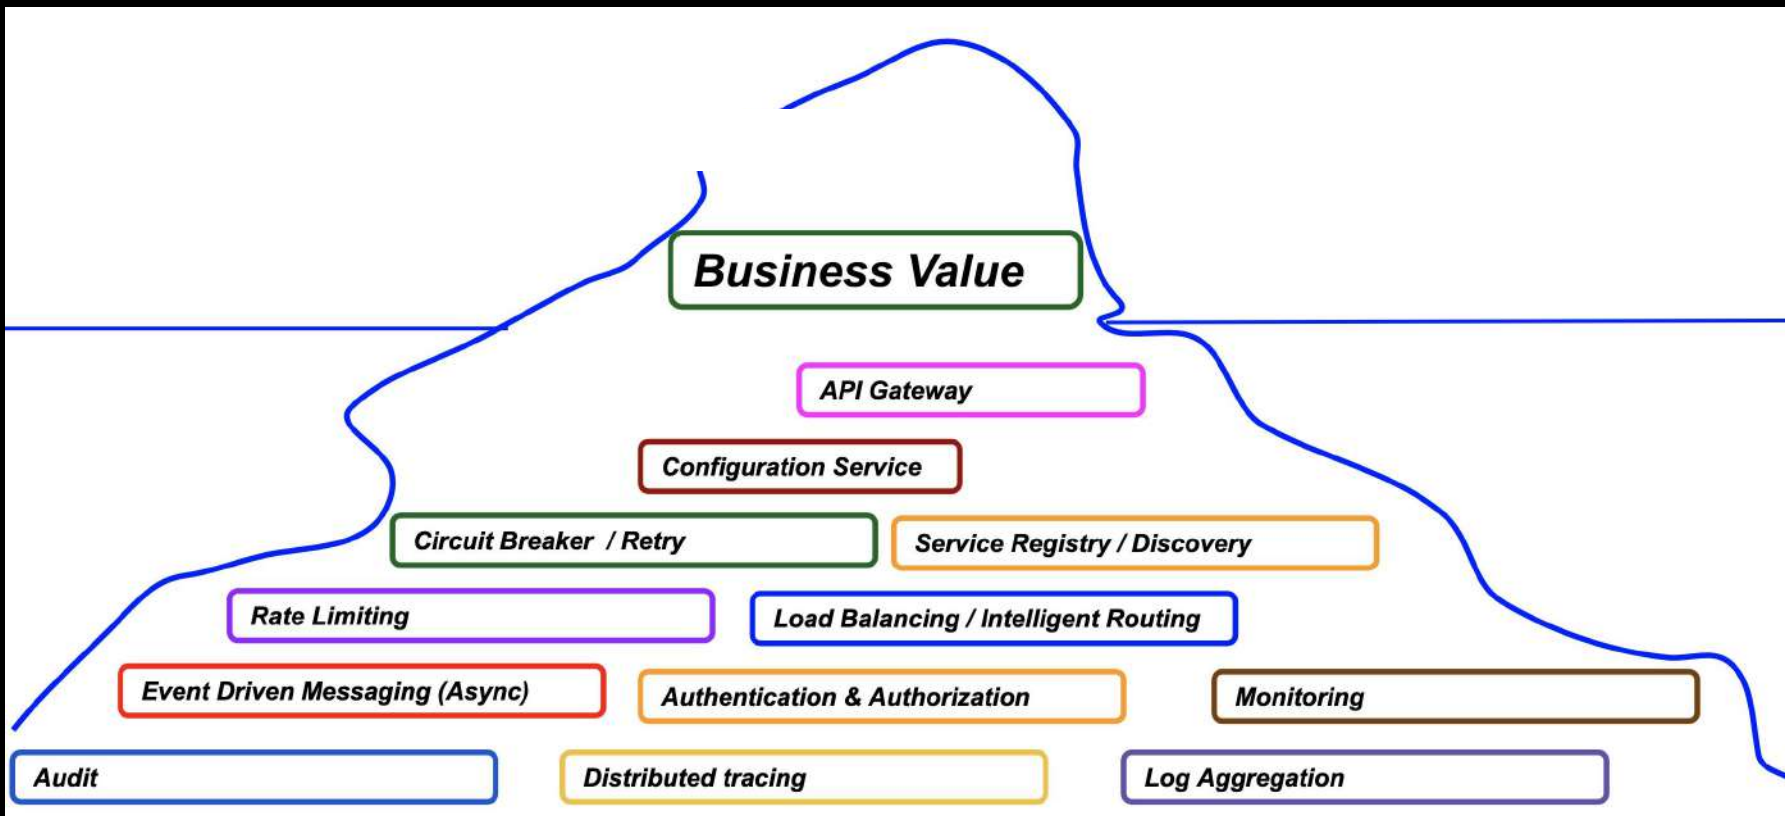 Business Value
API Gateway
Configuration Service
Circuit Breaker / Retry
Service Registry / Discovery
Rate Limiting
Load Balancing / Intelligent Routing
Event Driven Messaging (Async)
Authentication & Authorization
Monitoring
Audit
Distributed tracing
Log Aggregation